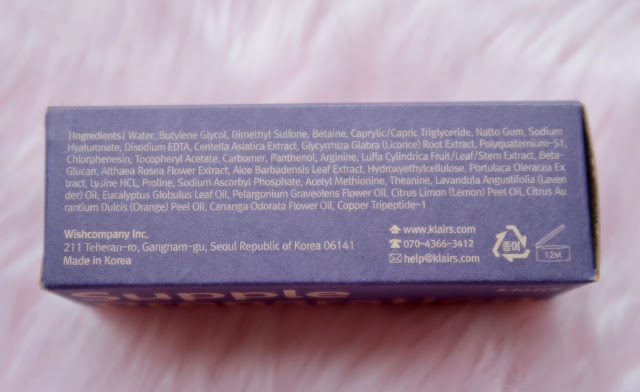 |Ingredients| Water, Butylene Glycol, Dimethyl Sulfone, Betaine, Caprylic/Capric Triglyceride, Natto Gum, Sodium
Hyaluronate, Disodium EDTA, Centella Asiatica Extract, Glycyrrhiza Glabra (Licorice) Root Extract, Polyquaternium-51,
Chlorphenesin, Tocopheryl Acetate, Carbomer, Panthenol, Arginine, Luffa Cylindrica Fruit/Leaf/Stem Extract, Beta-
Glucan, Althaea Rosea Flower Extract, Aloe Barbadensis Leaf Extract, Hydroxyethylcellulose, Portulaca Oleracea Ex
tract, Lysine HCL, Proline, Sodium Ascorbyl Phosphate, Acetyl Methionine, Theanine, Lavandula Angustifolia (Laven
der) Oil, Eucalyptus Globulus Leaf Oil, Pelargonium Graveolens Flower Oil, Citrus Limon (Lemon) Peel Oil, Citrus Au
rantium Dulcis (Orange) Peel Oil, Cananga Odorata Flower Oil, Copper Tripeptide-1
Wishcompany Inc.
211 Teheran-ro, Gangnam-gu, Seoul Republic of Korea 06141
Made in Korea
www.klairs.com
070-4366-3412
help@klairs.com
종이
12M
Supple